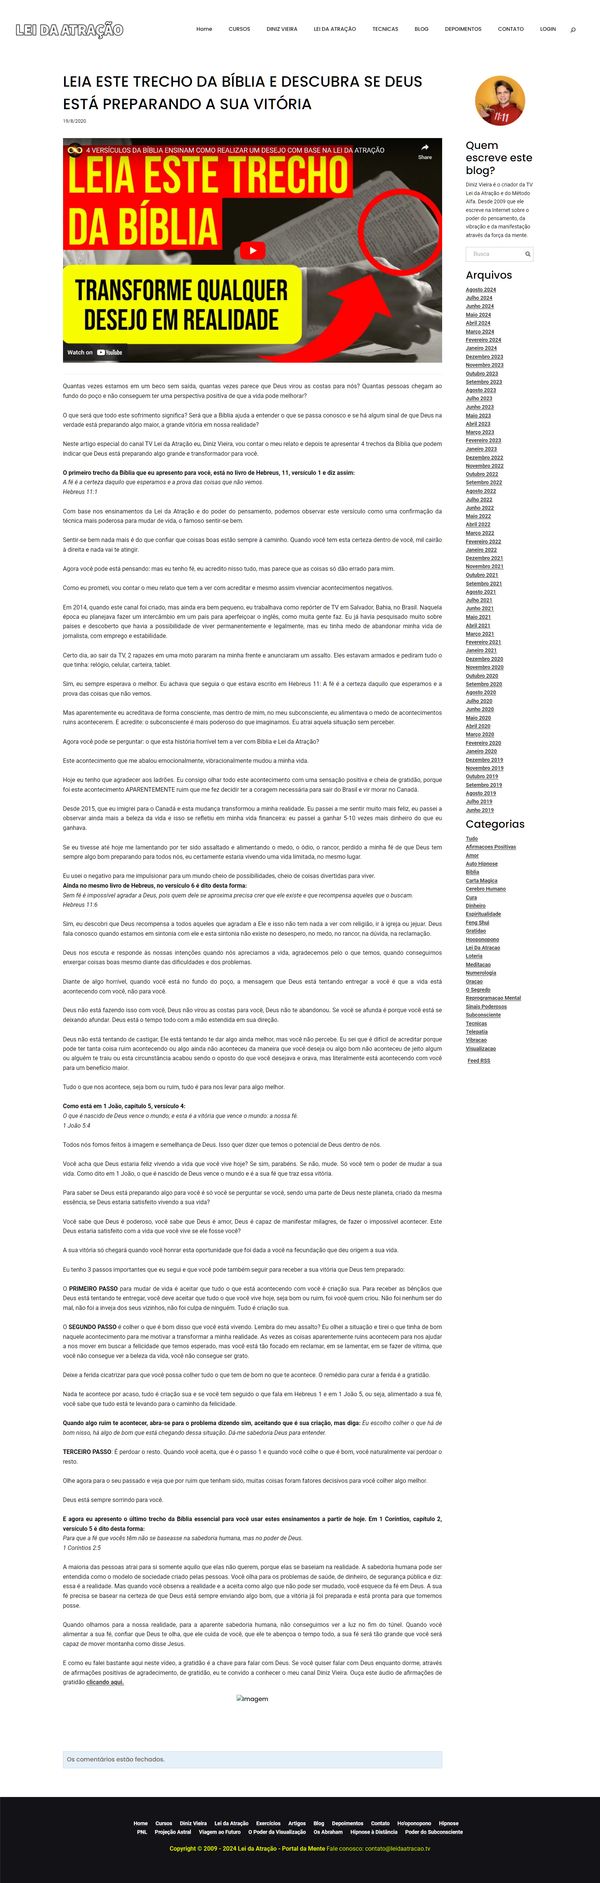 LEI DA ATRAÇÃO
Home CURSOS DINIZ VIEIRA LEI DA ATRAÇÃO TECNICAS BLOG DEPOIMENTOS CONTATO LOGIN
LEIA ESTE TRECHO DA BÍBLIA E DESCUBRA SE DEUS
ESTÁ PREPARANDO A SUA VITÓRIA
19/8/2020
4 VERSÍCULOS DA BÍBLIA ENSINAM COMO REALIZAR UM DESEJO COM BASE NA LEI DA ATRAÇÃO
Share
LEIA ESTE TRECHO
DA BÍBLIA
TRANSFORME QUALQUER
DESEJO EM REALIDADE
Watch on YouTube
Quantas vezes estamos em um beco sem saída, quantas vezes parece que Deus virou as costas para nós? Quantas pessoas chegam ao
fundo do poço e não conseguem ter uma perspectiva positiva de que a vida pode melhorar?
O que será que todo este sofrimento significa? Será que a Bíblia ajuda a entender o que se passa conosco e se há algum sinal de que Deus na
verdade está preparando algo maior, a grande vitória em nossa realidade?
Neste artigo especial do canal TV Lei da Atração eu, Diniz Vieira, vou contar o meu relato e depois te apresentar 4 trechos da Bíblia que podem
indicar que Deus está preparando algo grande e transformador para você.
O primeiro trecho da Bíblia que eu apresento para você, está no livro de Hebreus, 11, versículo 1 e diz assim:
A fé é a certeza daquilo que esperamos e a prova das coisas que não vemos.
Hebreus 11:1
Com base nos ensinamentos da Lei da Atração e do poder do pensamento, podemos observar este versículo como uma confirmação da
técnica mais poderosa para mudar de vida, o famoso sentir-se bem.
Sentir-se bem nada mais é do que confiar que coisas boas estão sempre à caminho. Quando você tem esta certeza dentro de você, mil cairão
à direita e nada vai te atingir.
Agora você pode está pensando: mas eu tenho fé, eu acredito nisso tudo, mas parece que as coisas só dão errado para mim.
Como eu prometi, vou contar o meu relato que tem a ver com acreditar e mesmo assim vivenciar acontecimentos negativos.
Em 2014, quando este canal foi criado, mas ainda era bem pequeno, eu trabalhava como repórter de TV em Salvador, Bahia, no Brasil. Naquela
época eu planejava fazer um intercâmbio em um país para aperfeiçoar o inglês, como muita gente faz. Eu já havia pesquisado muito sobre
países e descoberto que havia a possibilidade de viver permanentemente e legalmente, mas eu tinha medo de abandonar minha vida de
jornalista, com emprego e estabilidade.
Certo dia, ao sair da TV, 2 rapazes em uma moto pararam na minha frente e anunciaram um assalto. Eles estavam armados e pediram tudo o
que tinha: relógio, celular, carteira, tablet.
Sim, eu sempre esperava o melhor. Eu achava que seguia o que estava escrito em Hebreus 11: A fé é a certeza daquilo que esperamos e a
prova das coisas que não vemos.
Mas aparentemente eu acreditava de forma consciente, mas dentro de mim, no meu subconsciente, eu alimentava o medo de acontecimentos
ruins acontecerem. E acredite: o subconsciente é mais poderoso do que imaginamos. Eu atrai aquela situação sem perceber.
Agora você pode se perguntar: o que esta história horrível tem a ver com Bíblia e Lei da Atração?
Este acontecimento que me abalou emocionalmente, vibracionalmente mudou a minha vida.
Hoje eu tenho que agradecer aos ladrões. Eu consigo olhar todo este acontecimento com uma sensação positiva e cheia de gratidão, porque
foi este acontecimento APARENTEMENTE ruim que me fez decidir ter a coragem necessária para sair do Brasil e vir morar no Canadá.
Desde 2015, que eu imigrei para o Canadá e esta mudança transformou a minha realidade. Eu passei a me sentir muito mais feliz, eu passei a
observar ainda mais a beleza da vida e isso se refletiu em minha vida financeira: eu passei a ganhar 5-10 vezes mais dinheiro do que eu
ganhava.
Se eu tivesse até hoje me lamentando por ter sido assaltado e alimentando o medo, o ódio, o rancor, perdido a minha fé de que Deus tem
sempre algo bom preparando para todos nós, eu certamente estaria vivendo uma vida limitada, no mesmo lugar.
Eu usei o negativo para me impulsionar para um mundo cheio de possibilidades, cheio de coisas divertidas para viver.
Ainda no mesmo livro de Hebreus, no versículo 6 é dito desta forma:
Sem fé é impossível agradar a Deus, pois quem dele se aproxima precisa crer que ele existe e que recompensa aqueles que o buscam.
Hebreus 11:6
Sim, eu descobri que Deus recompensa a todos aqueles que agradam a Ele e isso não tem nada a ver com religião, ir à igreja ou jejuar. Deus
fala conosco quando estamos em sintonia com ele e esta sintonia não existe no desespero, no medo, no rancor, na dúvida, na reclamação.
Deus nos escuta e responde às nossas intenções quando nós apreciamos a vida, agradecemos pelo o que temos, quando conseguimos
enxergar coisas boas mesmo diante das dificuldades e dos problemas.
Diante de algo horrível, quando você está no fundo do poço, a mensagem que Deus está tentando entregar a você é que a vida está
acontecendo com você, não para você.
Deus não está fazendo isso com você, Deus não virou as costas para você, Deus não te abandonou. Se você se afunda é porque você está se
deixando afundar. Deus está o tempo todo com a mão estendida em sua direção.
Deus não está tentando de castigar, Ele está tentando te dar algo ainda melhor, mas você não percebe. Eu sei que é difícil de acreditar porque
pode ter tanta coisa ruim acontecendo ou algo ainda não aconteceu da maneira que você deseja ou algo bom não aconteceu de jeito algum
ou alguém te traiu ou esta circunstância acabou sendo o oposto do que você desejava e orava, mas literalmente está acontecendo com você
para um benefício maior.
Tudo o que nos acontece, seja bom ou ruim, tudo é para nos levar para algo melhor.
Como está em 1 João, capítulo 5, versículo 4:
O que é nascido de Deus vence o mundo; e esta é a vitória que vence o mundo: a nossa fé.
1 João 5:4
Todos nós fomos feitos à imagem e semelhança de Deus. Isso quer dizer que temos o potencial de Deus dentro de nós.
Você acha que Deus estaria feliz vivendo a vida que você vive hoje? Se sim, parabéns. Se não, mude. Só você tem o poder de mudar a sua
vida. Como dito em 1 João, o que é nascido de Deus vence o mundo e é a sua fé que traz essa vitória.
Para saber se Deus está preparando algo para você é só você se perguntar se você, sendo uma parte de Deus neste planeta, criado da mesma
essência, se Deus estaria satisfeito vivendo a sua vida?
Você sabe que Deus é poderoso, você sabe que Deus é amor, Deus é capaz de manifestar milagres, de fazer o impossível acontecer. Este
Deus estaria satisfeito com a vida que você vive se ele fosse você?
A sua vitória só chegará quando você honrar esta oportunidade que foi dada a você na fecundação que deu origem a sua vida.
Eu tenho 3 passos importantes que eu segui e que você pode também seguir para receber a sua vitória que Deus tem preparado:
O PRIMEIRO PASSO para mudar de vida é aceitar que tudo o que está acontecendo com você é criação sua. Para receber as bênçãos que
Deus está tentando te entregar, você deve aceitar que tudo o que você vive hoje, seja bom ou ruim, foi você quem criou. Não foi nenhum ser do
mal, não foi a inveja dos seus vizinhos, não foi culpa de ninguém. Tudo é criação sua.
O SEGUNDO PASSO é colher o que é bom disso que você está vivendo. Lembra do meu assalto? Eu olhei a situação e tirei o que tinha de bom
naquele acontecimento para me motivar a transformar a minha realidade. As vezes as coisas aparentemente ruins acontecem para nos ajudar
a nos mover em buscar a felicidade que temos esperado, mas você está tão focado em reclamar, em se lamentar, em se fazer de vítima, que
você não consegue ver a beleza da vida, você não consegue ser grato.
Deixe a ferida cicatrizar para que você possa colher tudo o que tem de bom no que te acontece. O remédio para curar a ferida é a gratidão.
Nada te acontece por acaso, tudo é criação sua e se você tem seguido o que fala em Hebreus 1 e em 1 João 5, ou seja, alimentado a sua fé,
você sabe que tudo está te levando para o caminho da felicidade.
Quando algo ruim te acontecer, abra-se para o problema dizendo sim, aceitando que é sua criação, mas diga: Eu escolho colher o que há de
bom nisso, há algo de bom que está chegando dessa situação. Dá-me sabedoria Deus para entender.
TERCEIRO PASSO: É perdoar o resto. Quando você aceita, que é o passo 1 e quando você colhe o que é bom, você naturalmente vai perdoar o
resto.
Olhe agora para o seu passado e veja que por ruim que tenham sido, muitas coisas foram fatores decisivos para você colher algo melhor.
Deus está sempre sorrindo para você.
E agora eu apresento o último trecho da Bíblia essencial para você usar estes ensinamentos a partir de hoje. Em 1 Coríntios, capítulo 2,
versículo 5 é dito desta forma:
Para que a fé que vocês têm não se baseasse na sabedoria humana, mas no poder de Deus.
1 Coríntios 2:5
A maioria das pessoas atrai para si somente aquilo que elas não querem, porque elas se baseiam na realidade. A sabedoria humana pode ser
entendida como o modelo de sociedade criado pelas pessoas. Você olha para os problemas de saúde, de dinheiro, de segurança pública e diz:
essa é a realidade. Mas quando você observa a realidade e a aceita como algo que não pode ser mudado, você esquece da fé em Deus. A sua
fé precisa se basear na certeza de que Deus está sempre enviando algo bom, que a vitória já foi preparada e está pronta para que tomemos
posse.
Quando olhamos para a nossa realidade, para a aparente sabedoria humana, não conseguimos ver a luz no fim do túnel. Quando você
alimentar a sua fé, confiar que Deus te olha, que ele cuida de você, que ele te abençoa o tempo todo, a sua fé será tão grande que você será
capaz de mover montanha como disse Jesus.
E como eu falei bastante aqui neste vídeo, a gratidão é a chave para falar com Deus. Se você quiser falar com Deus enquanto dorme, através
de afirmações positivas de agradecimento, de gratidão, eu te convido a conhecer o meu canal Diniz Vieira. Ouça este áudio de afirmações de
gratidão clicando aqui.
Imagem
Os comentários estão fechados.
11:11
Quem
escreve este
blog?
Diniz Vieira é o criador da TV
Lei da Atração e do Método
Alfa. Desde 2009 que ele
escreve na internet sobre o
poder do pensamento, da
vibração e da manifestação
através da força da mente.
Busca
Arquivos
Agosto 2024
Julho 2024
Junho 2024
Maio 2024
Abril 2024
Março 2024
Fevereiro 2024
Janeiro 2024
Dezembro 2023
Novembro 2023
Outubro 2023
Setembro 2023
Agosto 2023
Julho 2023
Junho 2023
Maio 2023
Abril 2023
Março 2023
Fevereiro 2023
Janeiro 2023
Dezembro 2022
Novembro 2022
Outubro 2022
Setembro 2022
Agosto 2022
Julho 2022
Junho 2022
Maio 2022
Abril 2022
Março 2022
Fevereiro 2022
Janeiro 2022
Dezembro 2021
Novembro 2021
Outubro 2021
Setembro 2021
Agosto 2021
Julho 2021
Junho 2021
Maio 2021
Abril 2021
Março 2021
Fevereiro 2021
Janeiro 2021
Dezembro 2020
Novembro 2020
Outubro 2020
Setembro 2020
Agosto 2020
Julho 2020
Junho 2020
Maio 2020
Abril 2020
Março 2020
Fevereiro 2020
Janeiro 2020
Dezembro 2019
Novembro 2019
Outubro 2019
Setembro 2019
Agosto 2019
Julho 2019
Junho 2019
Categorias
Tudo
Afirmacoes Positivas
Amor
Auto Hipnose
Biblia
Carta Magica
Cerebro Humano
Cura
Dinheiro
Espiritualidade
Feng Shui
Gratidao
Hooponopono
Lei Da Atracao
Loteria
Meditacao
Numerologia
Oraçao
O Segredo
Reprogramacao Mental
Sinais Poderosos
Subconsciente
Tecnicas
Telepatia
Vibracao
Visualizacao
Feed RSS
Home Cursos Diniz Vieira Lei da Atração Exercícios Artigos Blog Depoimentos Contato Ho'oponopono Hipnose
PNL Projeção Astral Viagem ao Futuro O Poder da Visualização Os Abraham Hipnose à Distância Poder do Subconsciente
Copyright © 2009 - 2024 Lei da Atração - Portal da Mente Fale conosco: contato@leidaatracao.tv